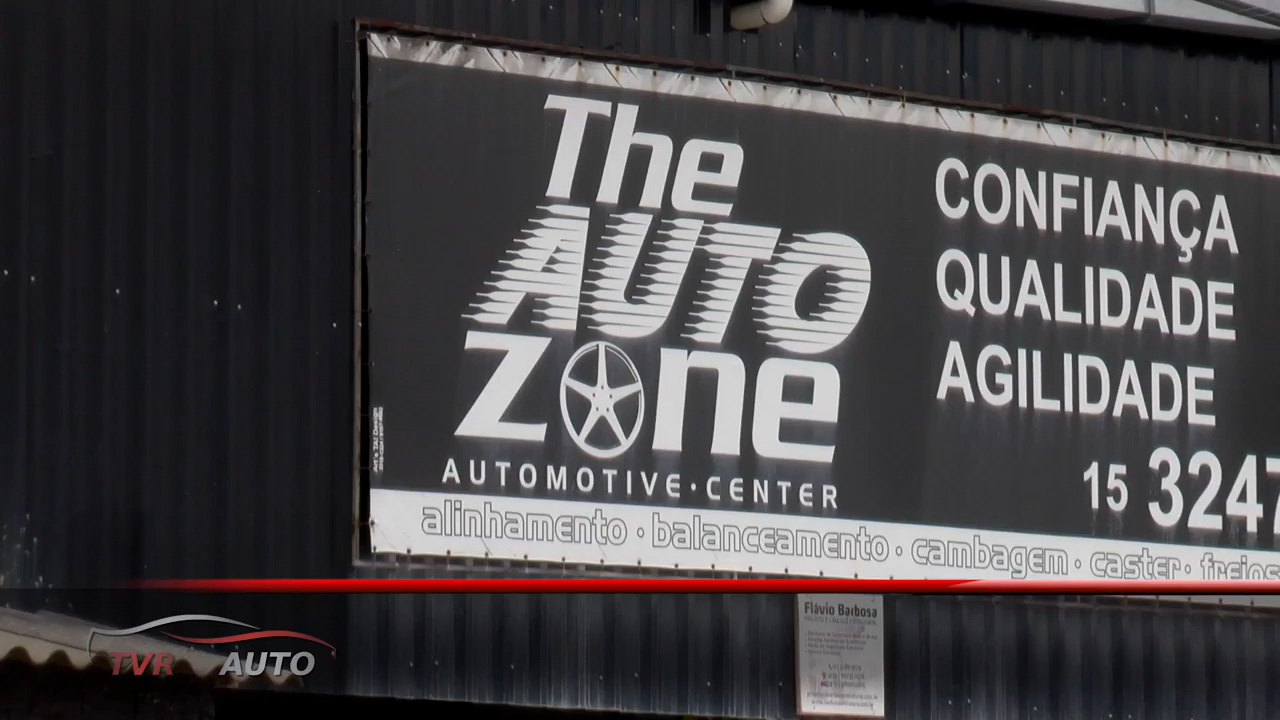 The
AUTO
Zone
AUTOMOTIVE·CENTER
CONFIANÇA
QUALIDADE
AGILIDADE
15 3247
alinhamento · balanceamento · cambagem · caster · freios
Flávio Barbosa
TVR AUTO